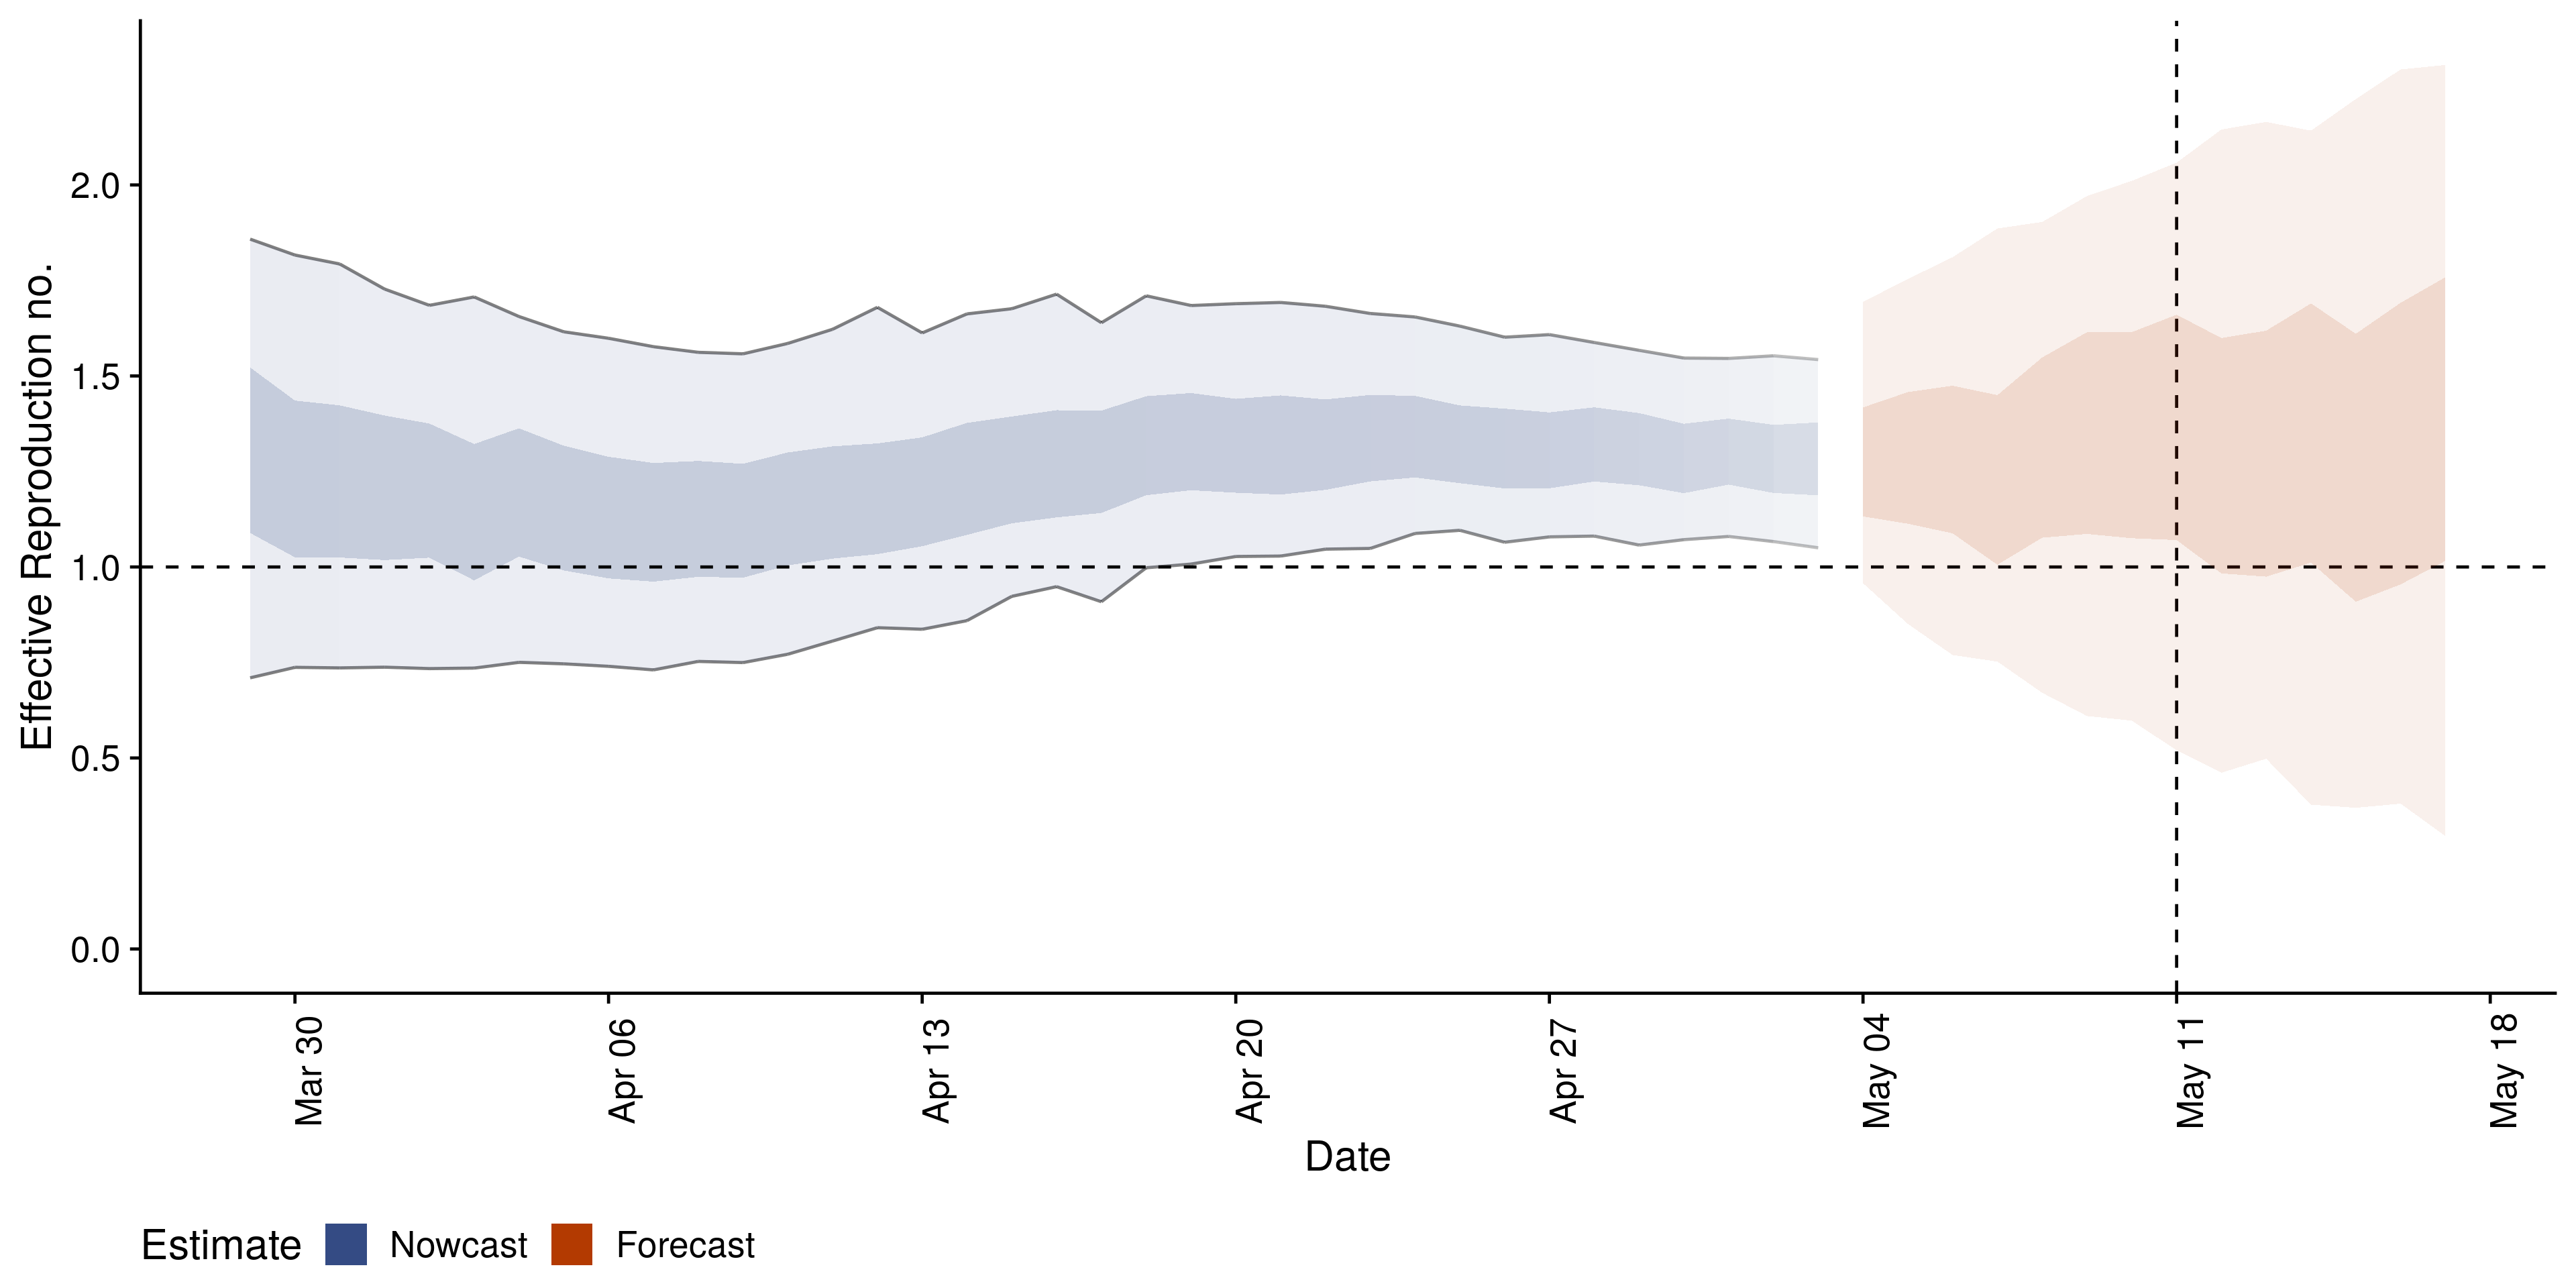 Effective Reproduction no.
2.0
1.5
1.0
0.5
0.0
Mar 30
Apr 06
Apr 13
Apr 20
Apr 27
May 04
May 11
May 18
Date
Estimate Nowcast Forecast